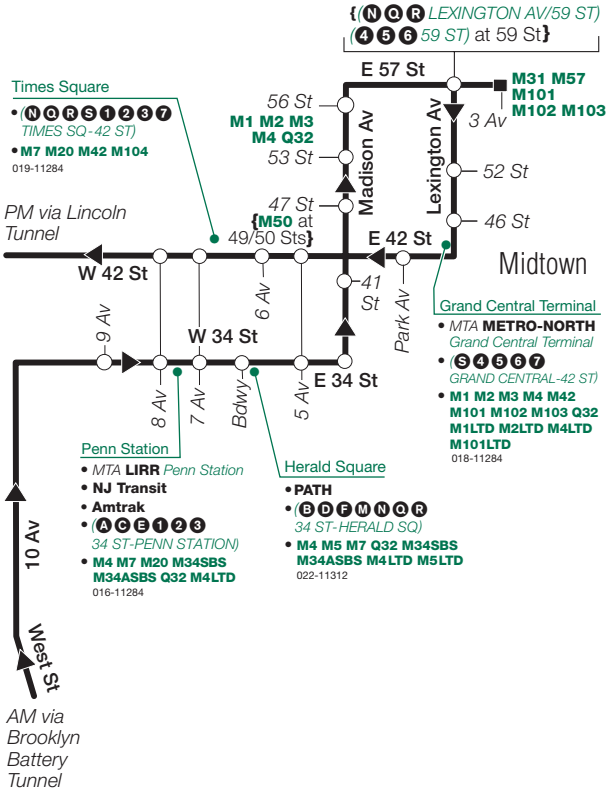 {(N Q R LEXINGTON AV/59 ST)
(4 5 6 59 ST) at 59 St}
E 57 St
M31 M57
M101
M102 M103
3 Av
Times Square
• (N Q R S 1 2 3 7
TIMES SQ-42 ST)
• M7 M20 M42 M104
019-11284
56 St
M1 M2 M3
M4 Q32
53 St
47 St
{M50 at
49/50 Sts}
Madison Av
Lexington Av
52 St
46 St
PM via Lincoln
Tunnel
W 42 St
E 42 St
Midtown
6 Av
41
St
Park Av
9 Av
W 34 St
E 34 St
8 Av
7 Av
Bdwy
5 Av
Grand Central Terminal
• MTA METRO-NORTH
Grand Central Terminal
• (S 4 5 6 7
GRAND CENTRAL-42 ST)
• M1 M2 M3 M4 M42
M101 M102 M103 Q32
M1LTD M2LTD M4LTD
M101LTD
018-11284
Penn Station
• MTA LIRR Penn Station
• NJ Transit
• Amtrak
• (A C E 1 2 3
34 ST-PENN STATION)
• M4 M7 M20 M34SBS
M34ASBS Q32 M4LTD
016-11284
Herald Square
• PATH
• (B D F M N Q R
34 ST-HERALD SQ)
• M4 M5 M7 Q32 M34SBS
M34ASBS M4LTD M5LTD
022-11312
10 Av
West St
AM via
Brooklyn
Battery
Tunnel